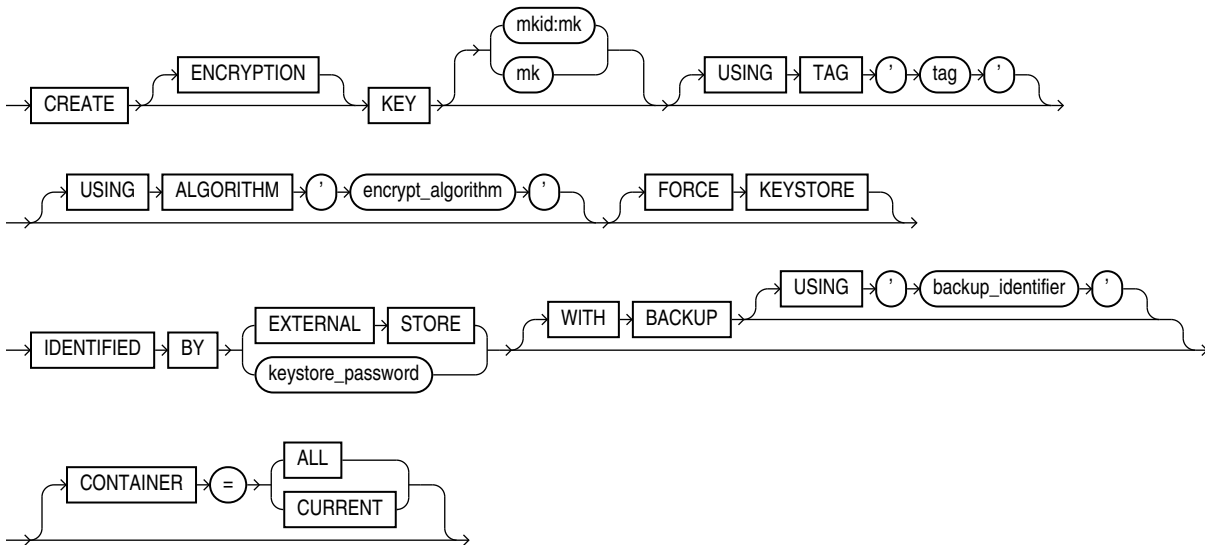 mkid:mk
ENCRYPTION mk USING TAG ' tag '
CREATE KEY
USING ALGORITHM ' encrypt_algorithm ' FORCE KEYSTORE
USING ' backup_identifier '
EXTERNAL STORE WITH BACKUP
IDENTIFIED BY
keystore_password
ALL
CONTAINER =
CURRENT